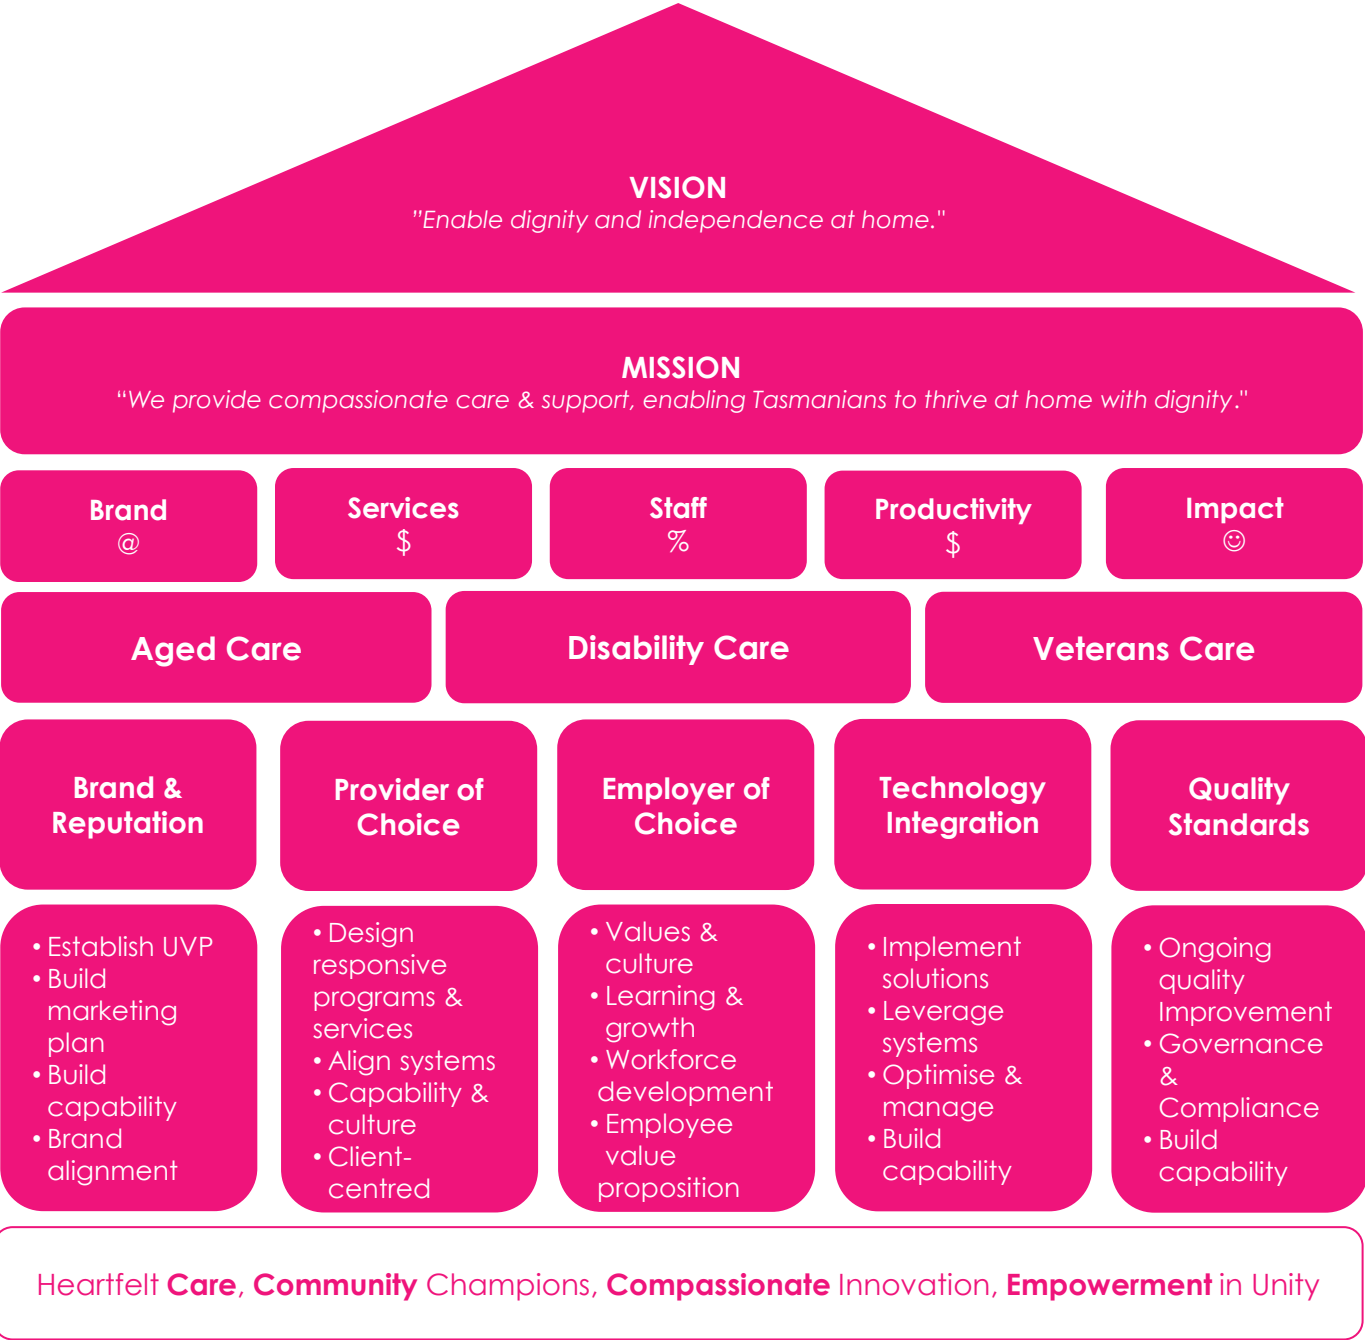 VISION
"Enable dignity and independence at home."
MISSION
“We provide compassionate care & support, enabling Tasmanians to thrive at home with dignity."
Brand
@
Services
$
Staff
%
Productivity
$
Impact
☺
Aged Care
Disability Care
Veterans Care
Brand &
Reputation
Provider of
Choice
Employer of
Choice
Technology
Integration
Quality
Standards
• Establish UVP
• Build
marketing
plan
• Build
capability
• Brand
alignment
• Design
responsive
programs &
services
• Align systems
• Capability &
culture
• Client-
centred
• Values &
culture
• Learning &
growth
• Workforce
development
• Employee
value
proposition
• Implement
solutions
• Leverage
systems
• Optimise &
manage
• Build
capability
• Ongoing
quality
Improvement
• Governance
&
Compliance
• Build
capability
Heartfelt Care, Community Champions, Compassionate Innovation, Empowerment in Unity